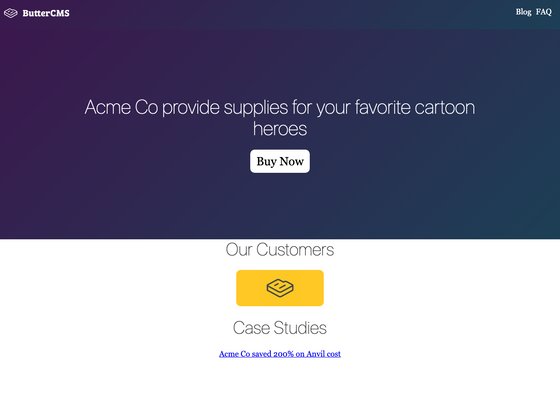 ButterCMS
Blog FAQ
Acme Co provide supplies for your favorite cartoon
heroes
Buy Now
Our Customers
Case Studies
Acme Co saved 200% on Anvil cost